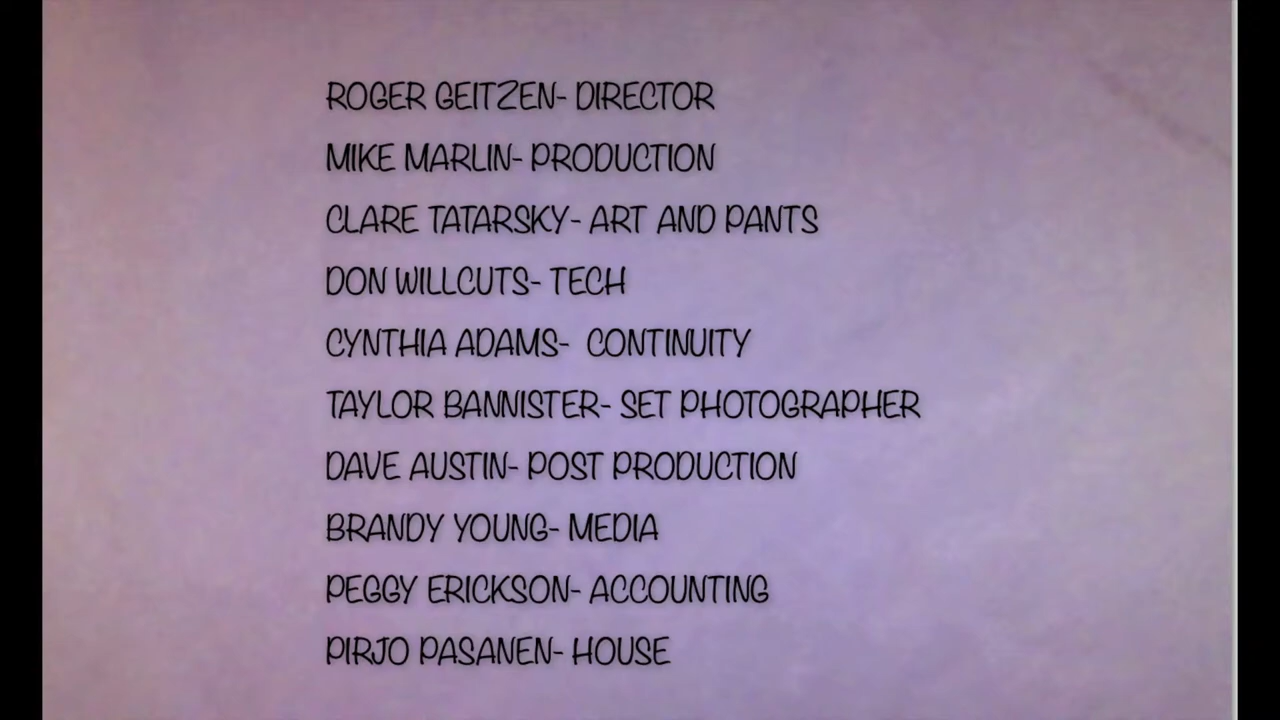 ROGER GEITZEN- DIRECTOR
MIKE MARLIN- PRODUCTION
CLARE TATARSKY- ART AND PANTS
DON WILLCUTS- TECH
CYNTHIA ADAMS-  CONTINUITY
TAYLOR BANNISTER- SET PHOTOGRAPHER
DAVE AUSTIN- POST PRODUCTION
BRANDY YOUNG- MEDIA
PEGGY ERICKSON- ACCOUNTING
PIRJO PASANEN- HOUSE